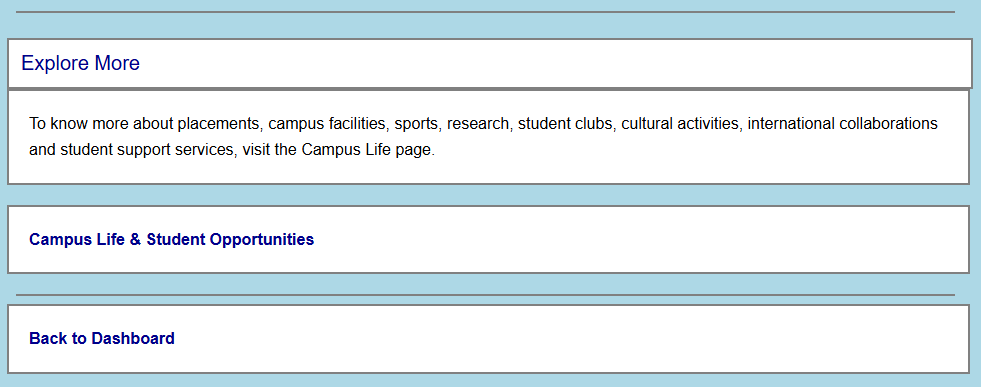 Explore More
To know more about placements, campus facilities, sports, research, student clubs, cultural activities, international collaborations
and student support services, visit the Campus Life page.
Campus Life & Student Opportunities
Back to Dashboard